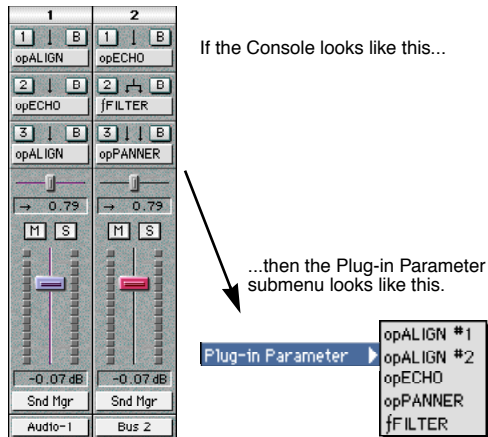 1 2
1 B 1 B
opALIGN opECHO
2 B 2 B
opECHO ƒFILTER
3 B 3 B
opALIGN opPANNER
→ 0.79 → 0.79
M S M S
-0.07 dB -0.07 dB
Snd Mgr Snd Mgr
Audio-1 Bus 2
If the Console looks like this...
...then the Plug-in Parameter
submenu looks like this.
Plug-in Parameter
opALIGN #1
opALIGN #2
opECHO
opPANNER
ƒFILTER